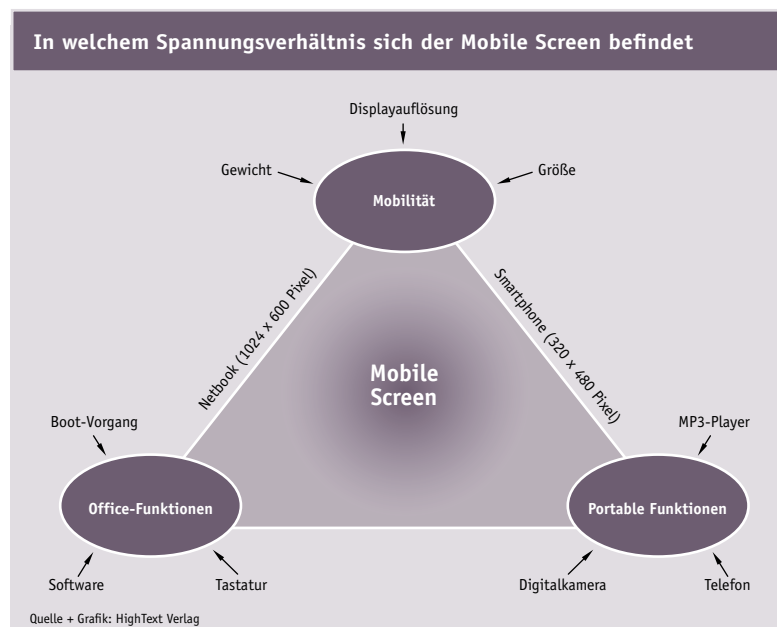 In welchem Spannungsverhältnis sich der Mobile Screen befindet
Displayauflösung
Gewicht
Größe
Mobilität
Netbook (1024 x 600 Pixel)
Smartphone (320 x 480 Pixel)
Mobile
Screen
Boot-Vorgang
MP3-Player
Office-Funktionen
Portable Funktionen
Software
Tastatur
Digitalkamera
Telefon
Quelle + Grafik: HighText Verlag